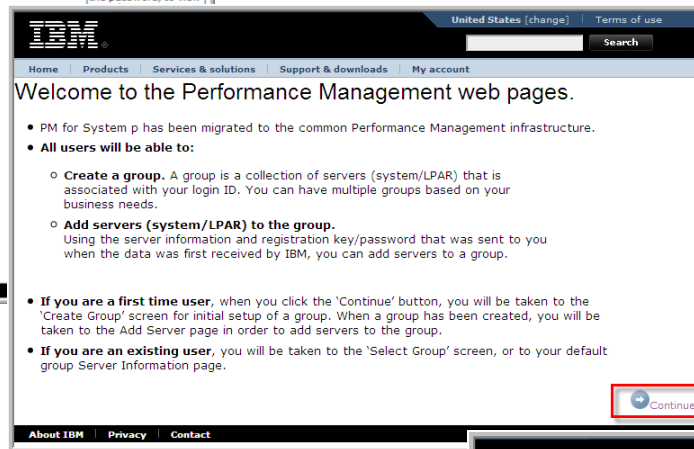 United States [change] Terms of use
IBM®
Search
Home Products Services & solutions Support & downloads My account
Welcome to the Performance Management web pages.
• PM for System p has been migrated to the common Performance Management infrastructure.
• All users will be able to:
○ Create a group. A group is a collection of servers (system/LPAR) that is
associated with your login ID. You can have multiple groups based on your
business needs.
○ Add servers (system/LPAR) to the group.
Using the server information and registration key/password that was sent to you
when the data was first received by IBM, you can add servers to a group.
• If you are a first time user, when you click the ‘Continue’ button, you will be taken to the
‘Create Group’ screen for initial setup of a group. When a group has been created, you will be
taken to the Add Server page in order to add servers to the group.
• If you are an existing user, you will be taken to the ‘Select Group’ screen, or to your default
group Server Information page.
Continue
About IBM Privacy Contact